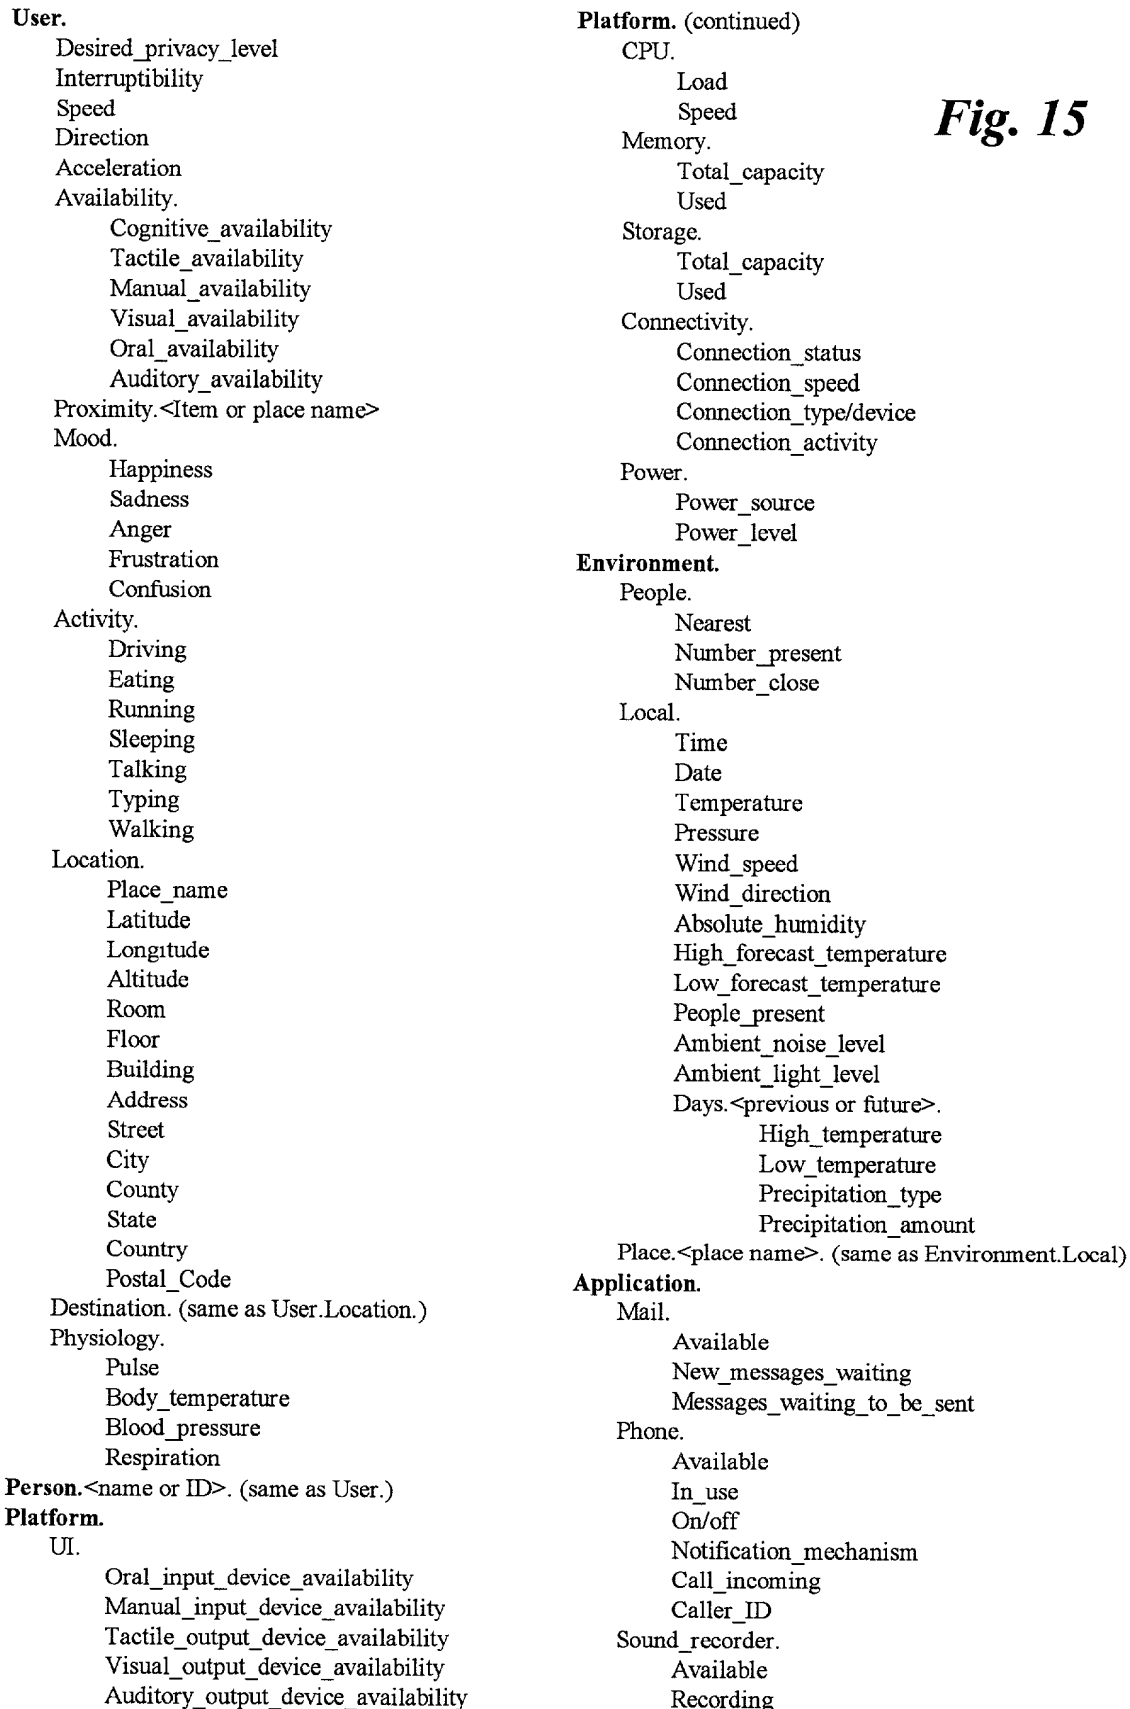 User.
Desired_privacy_level
Interruptibility
Speed
Direction
Acceleration
Availability.
Cognitive_availability
Tactile_availability
Manual_availability
Visual_availability
Oral_availability
Auditory_availability
Proximity.<Item or place name>
Mood.
Happiness
Sadness
Anger
Frustration
Confusion
Activity.
Driving
Eating
Running
Sleeping
Talking
Typing
Walking
Location.
Place_name
Latitude
Longitude
Altitude
Room
Floor
Building
Address
Street
City
County
State
Country
Postal_Code
Destination. (same as User.Location.)
Physiology.
Pulse
Body_temperature
Blood_pressure
Respiration
Person.<name or ID>. (same as User.)
Platform.
UI.
Oral_input_device_availability
Manual_input_device_availability
Tactile_output_device_availability
Visual_output_device_availability
Auditory_output_device_availability
Platform. (continued)
CPU.
Load
Speed
Fig. 15
Memory.
Total_capacity
Used
Storage.
Total_capacity
Used
Connectivity.
Connection_status
Connection_speed
Connection_type/device
Connection_activity
Power.
Power_source
Power_level
Environment.
People.
Nearest
Number_present
Number_close
Local.
Time
Date
Temperature
Pressure
Wind_speed
Wind_direction
Absolute_humidity
High_forecast_temperature
Low_forecast_temperature
People_present
Ambient_noise_level
Ambient_light_level
Days.<previous or future>.
High_temperature
Low_temperature
Precipitation_type
Precipitation_amount
Place.<place name>. (same as Environment.Local)
Application.
Mail.
Available
New_messages_waiting
Messages_waiting_to_be_sent
Phone.
Available
In_use
On/off
Notification_mechanism
Call_incoming
Caller_ID
Sound_recorder.
Available
Recording